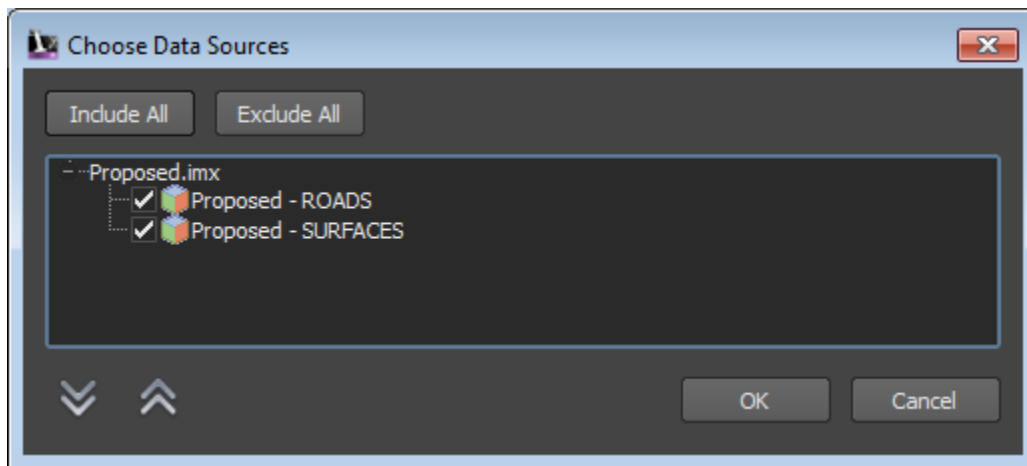 Choose Data Sources
Include All
Exclude All
Proposed.imx
Proposed - ROADS
Proposed - SURFACES
OK
Cancel